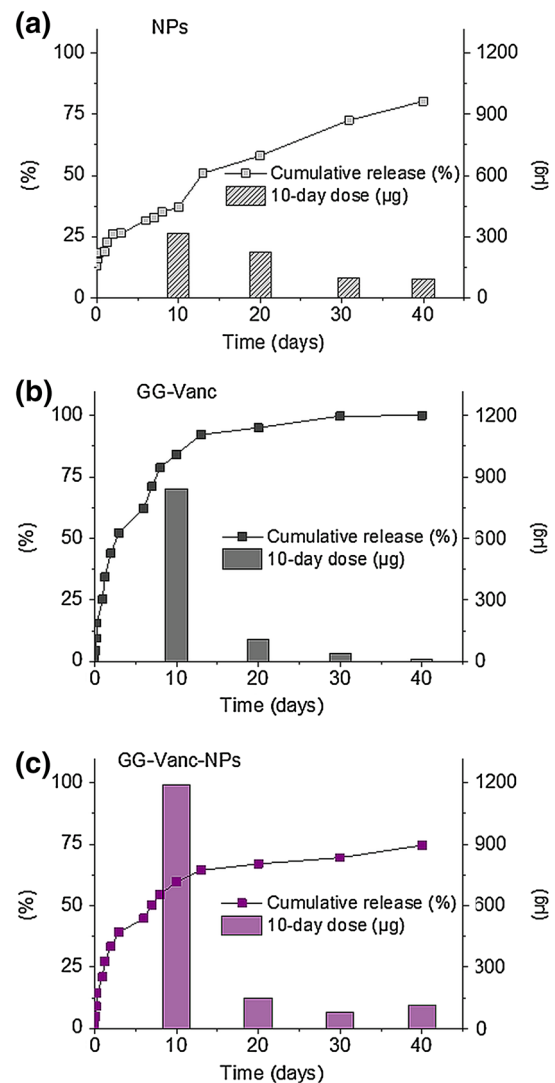 (a)
NPs
100
75
50
25
0
(%)
1200
900
600
300
0
(µg)
Cumulative release (%)
10-day dose (µg)
0 10 20 30 40
Time (days)
(b)
GG-Vanc
100
75
50
25
0
(%)
1200
900
600
300
0
(µg)
Cumulative release (%)
10-day dose (µg)
0 10 20 30 40
Time (days)
(c)
GG-Vanc-NPs
100
75
50
25
0
(%)
1200
900
600
300
0
(µg)
Cumulative release (%)
10-day dose (µg)
0 10 20 30 40
Time (days)